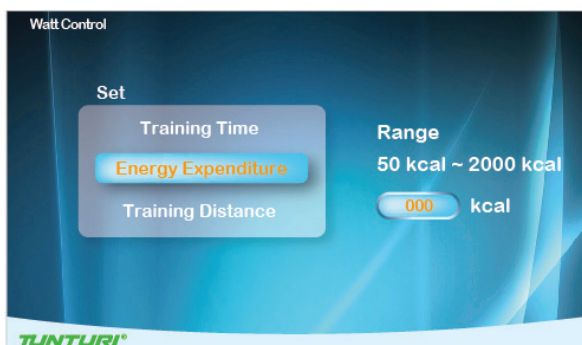 Watt Control
Set
Training Time
Energy Expenditure
Training Distance
Range
50 kcal ~ 2000 kcal
000 kcal
TUNTURI®